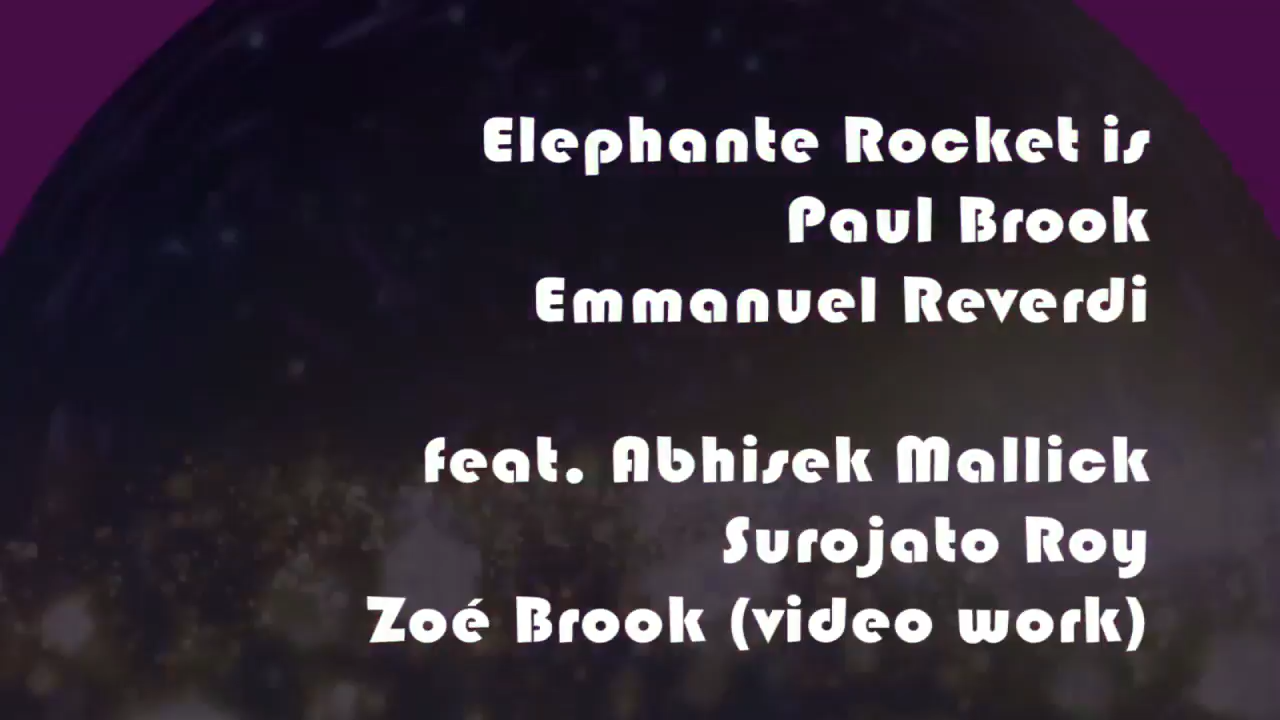 Elephante Rocket is
Paul Brook
Emmanuel Reverdi
feat. Abhisek Mallick
Surojato Roy
Zoé Brook (video work)